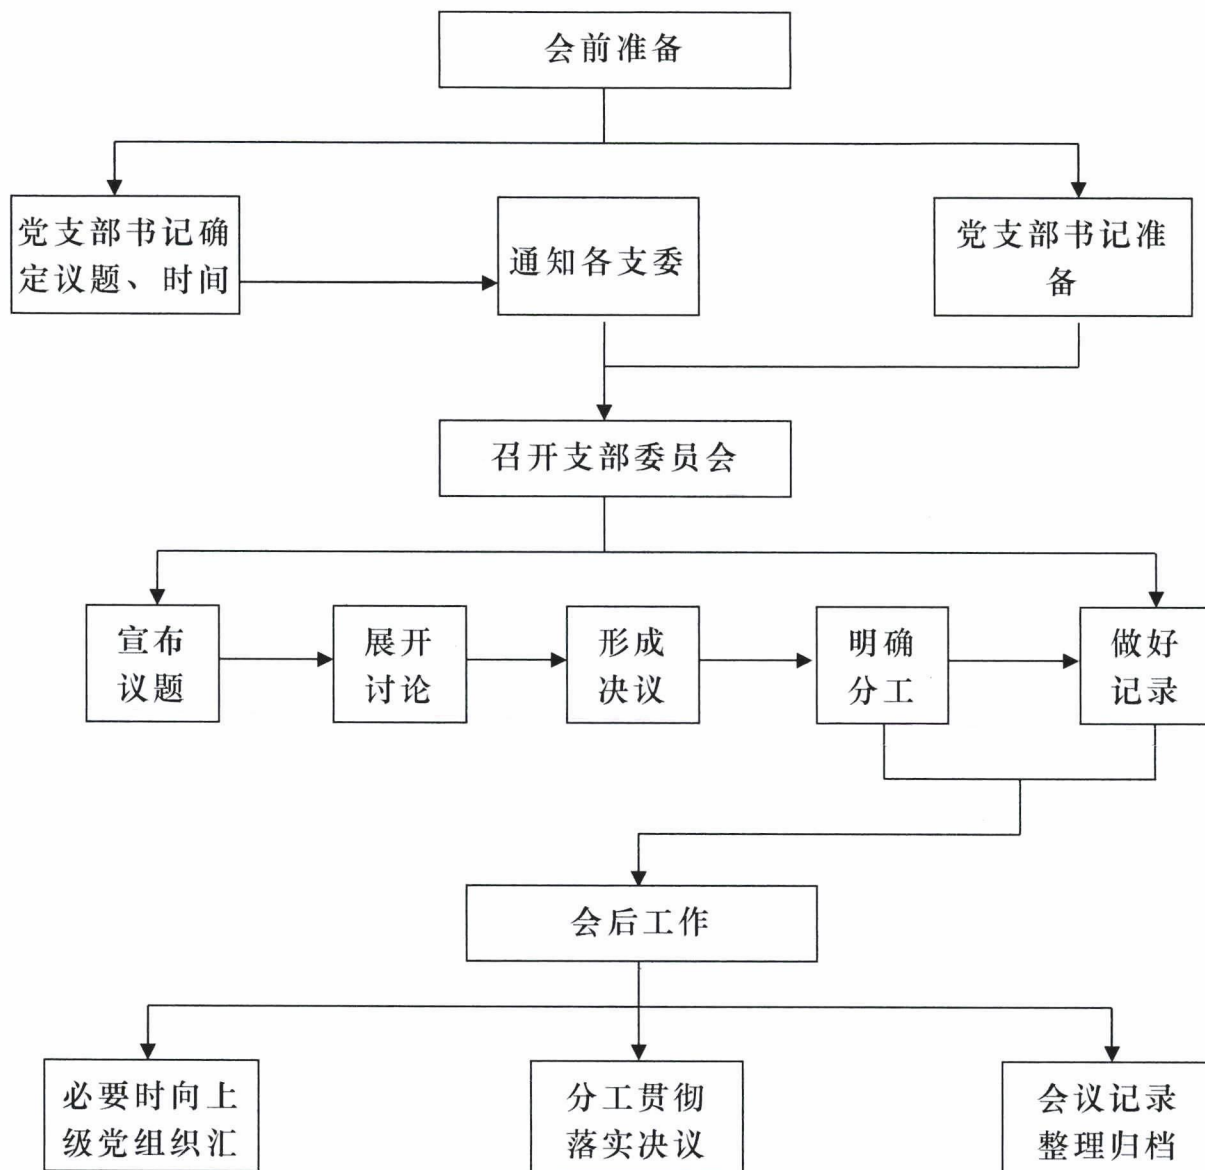 会前准备
党支部书记确
定议题、时间
通知各支委
党支部书记准
备
召开支部委员会
宣布
议题
展开
讨论
形成
决议
明确
分工
做好
记录
会后工作
必要时向上
级党组织汇
分工贯彻
落实决议
会议记录
整理归档